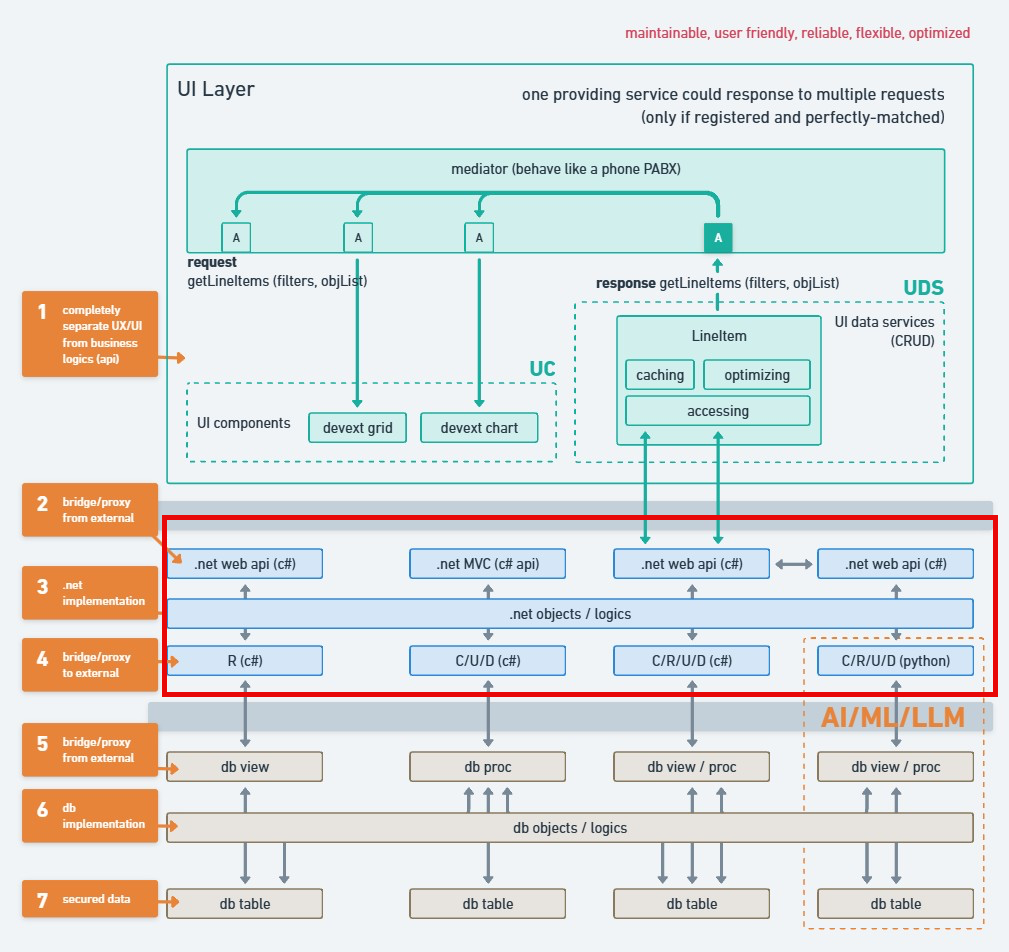 maintainable, user friendly, reliable, flexible, optimized
UI Layer
one providing service could response to multiple requests
(only if registered and perfectly-matched)
mediator (behave like a phone PABX)
A
A
A
A
request
getLineItems (filters, objList)
response getLineItems (filters, objList)
UDS
1
completely
separate UX/UI
from business
logics (api)
LineItem
UI data services
(CRUD)
caching
optimizing
accessing
UC
UI components
devext grid
devext chart
2
bridge/proxy
from external
.net web api (c#)
.net MVC (c# api)
.net web api (c#)
.net web api (c#)
3
.net
implementation
.net objects / logics
4
bridge/proxy
to external
R (c#)
C/U/D (c#)
C/R/U/D (c#)
C/R/U/D (python)
AI/ML/LLM
5
bridge/proxy
from external
db view
db proc
db view / proc
db view / proc
6
db
implementation
db objects / logics
7
secured data
db table
db table
db table
db table